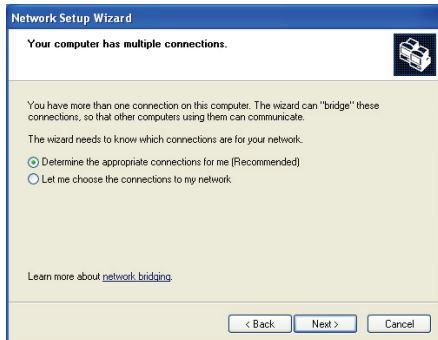 Network Setup Wizard
Your computer has multiple connections.
You have more than one connection on this computer. The wizard can "bridge" these
connections, so that other computers using them can communicate.
The wizard needs to know which connections are for your network.
Determine the appropriate connections for me (Recommended)
Let me choose the connections to my network
Learn more about network bridging.
< Back Next > Cancel